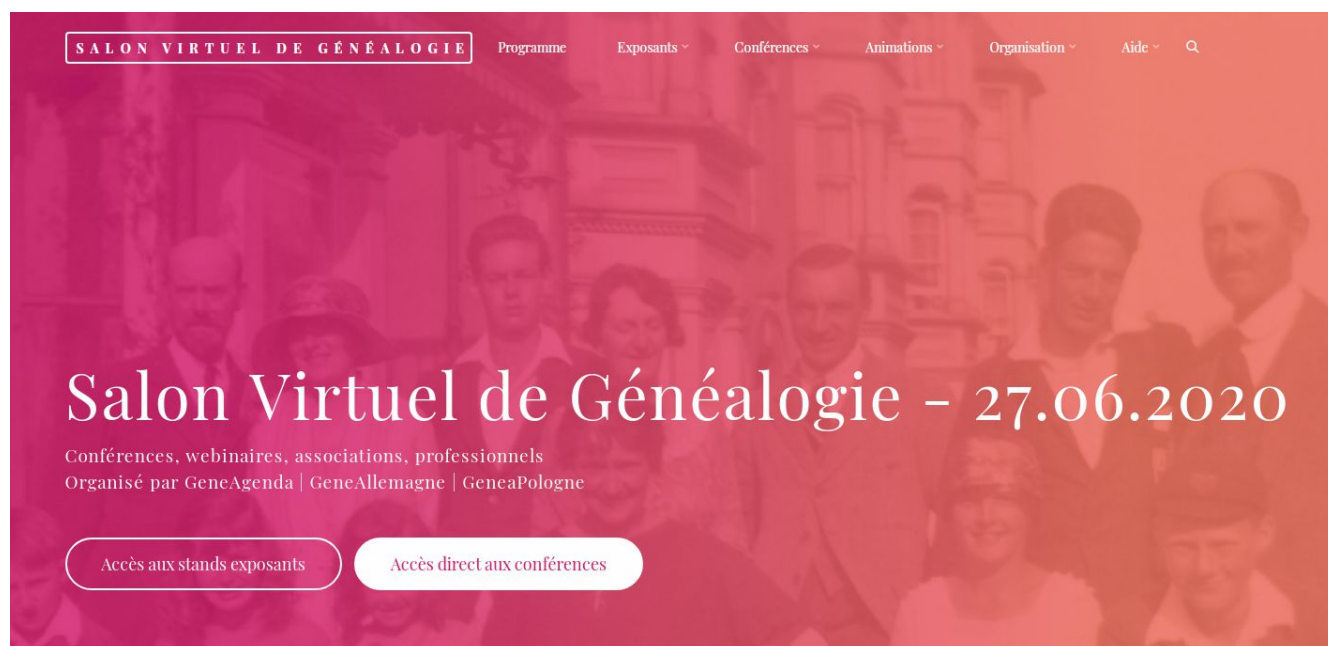 SALON VIRTUEL DE GÉNÉALOGIE
Programme Exposants Conférences Animations Organisation Aide
Salon Virtuel de Généalogie - 27.06.2020
Conférences, webinaires, associations, professionnels
Organisé par GeneAgenda | GeneAllemagne | GeneaPologne
Accès aux stands exposants Accès direct aux conférences